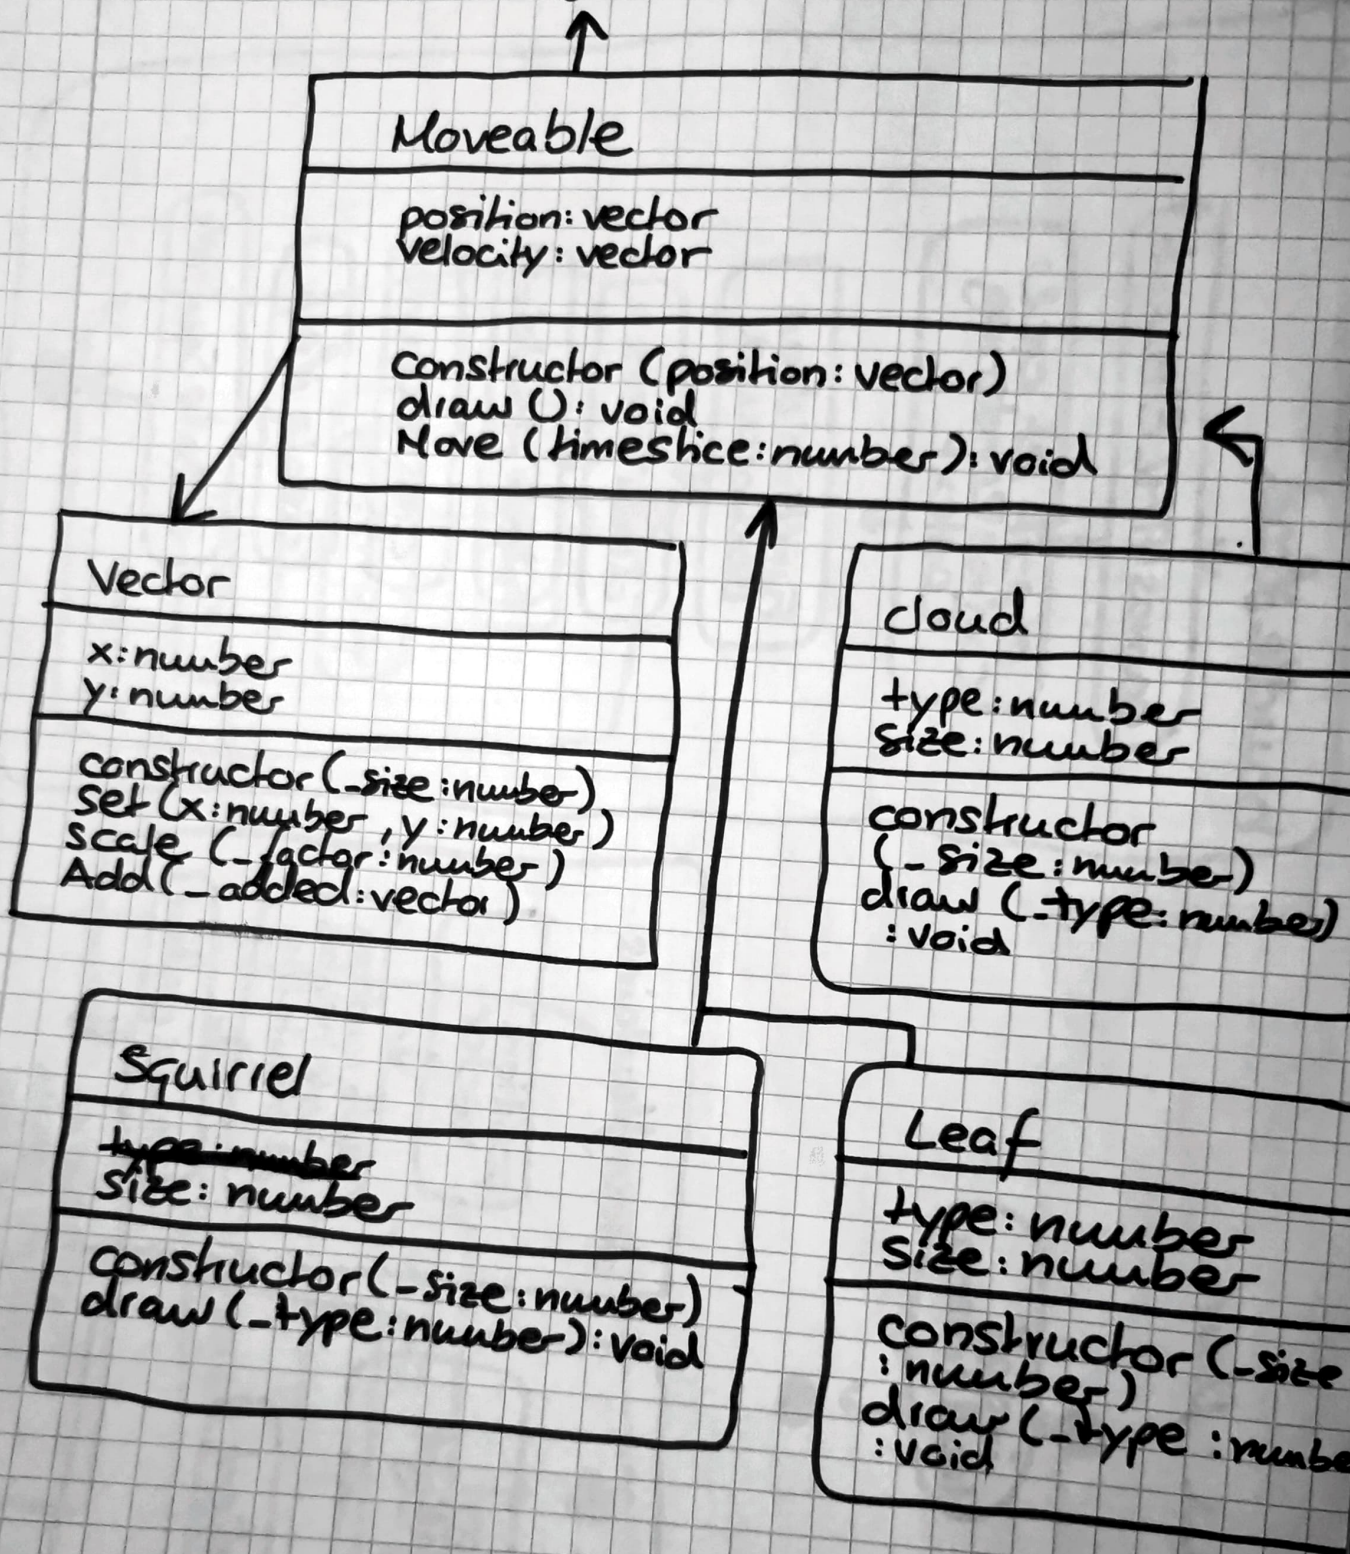 Moveable
position: vector
velocity: vector
constructor (position: vector)
draw (): void
Move (timeslice: number): void
Vector
x: number
y: number
constructor (_size: number)
set (x: number, y: number)
scale (_factor: number)
Add (_added: vector)
cloud
type: number
size: number
constructor
(_size: number)
draw (_type: number)
: void
Squirrel
type: number
size: number
constructor (_size: number)
draw (_type: number): void
Leaf
type: number
size: number
constructor (_size
: number)
draw (_type : numbe
: void